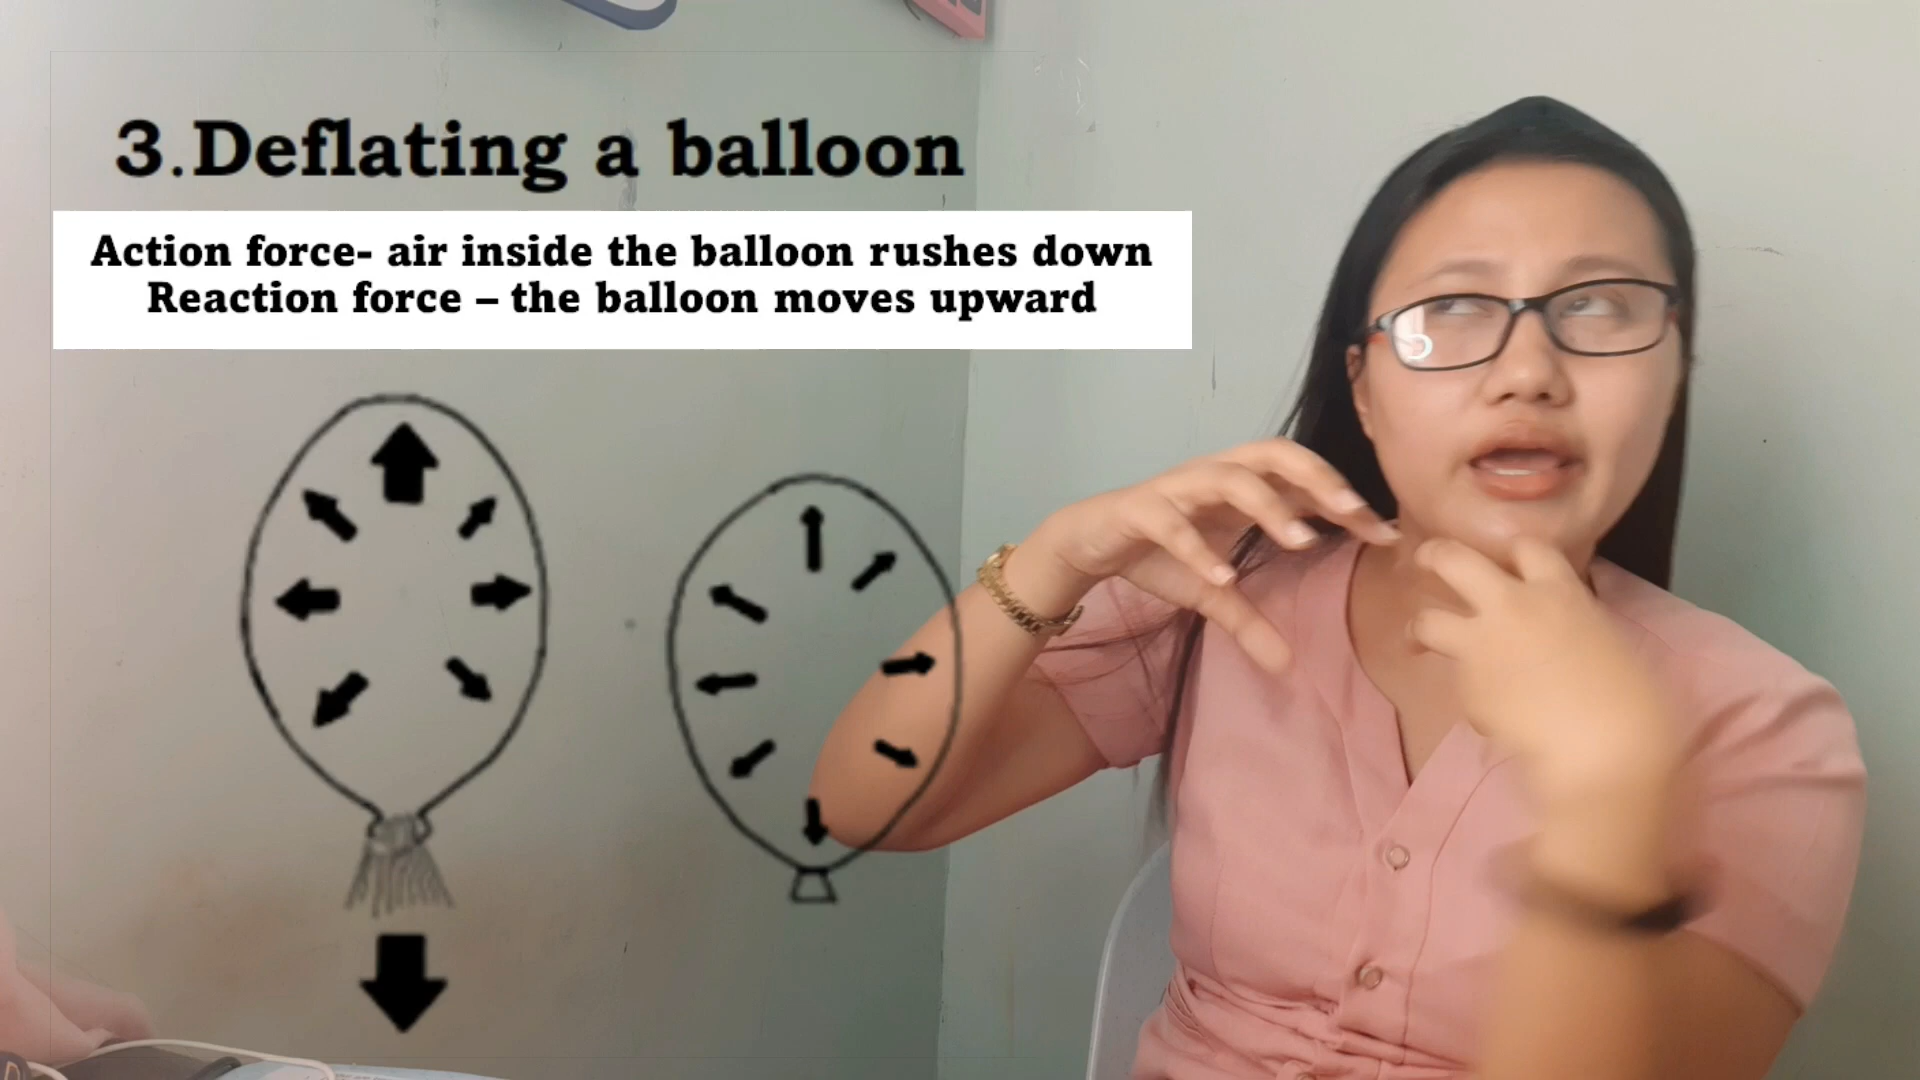 3.Deflating a balloon
Action force- air inside the balloon rushes down
Reaction force – the balloon moves upward